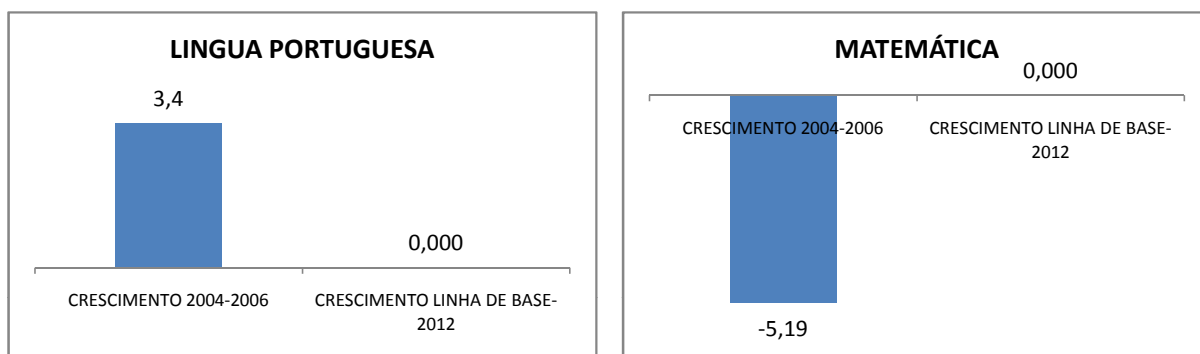 LINGUA PORTUGUESA
3,4
0,000
CRESCIMENTO 2004-2006
CRESCIMENTO LINHA DE BASE-
2012
MATEMÁTICA
0,000
CRESCIMENTO 2004-2006
CRESCIMENTO LINHA DE BASE-
2012
-5,19